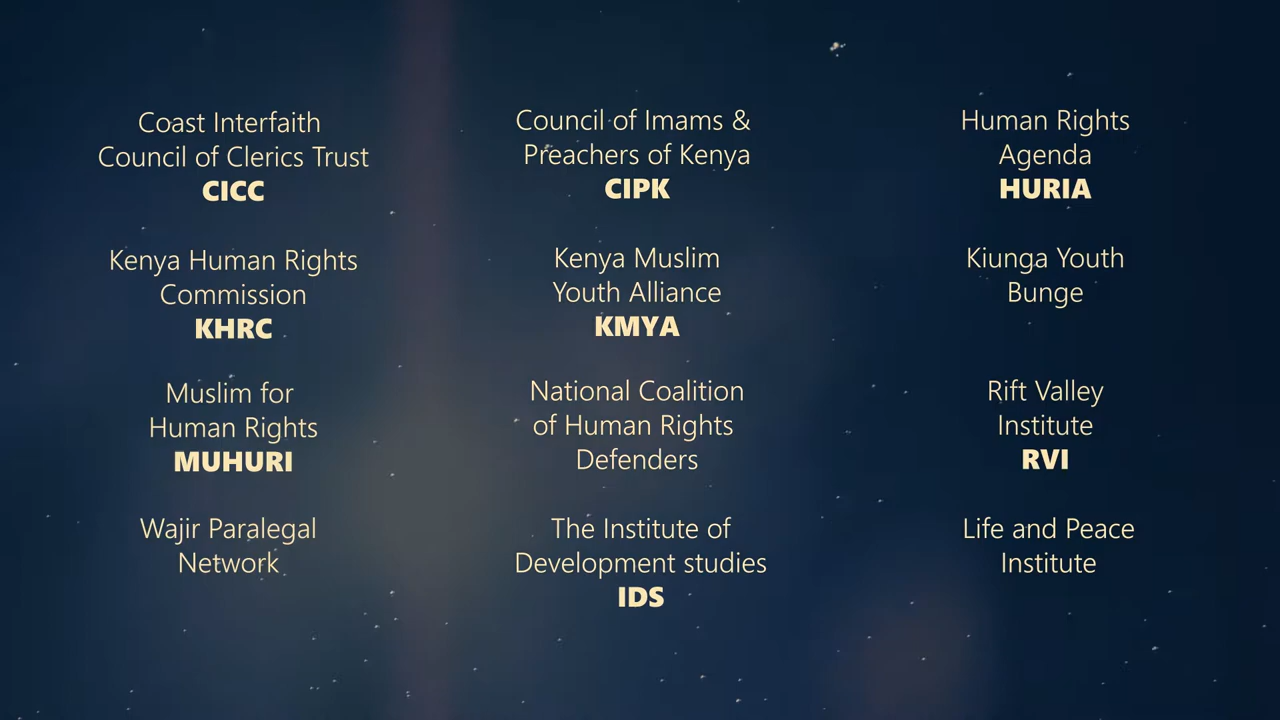 Coast Interfaith
Council of Clerics Trust
CICC
Council of Imams &
Preachers of Kenya
CIPK
Human Rights
Agenda
HURIA
Kenya Human Rights
Commission
KHRC
Kenya Muslim
Youth Alliance
KMYA
Kiunga Youth
Bunge
Muslim for
Human Rights
MUHURI
National Coalition
of Human Rights
Defenders
Rift Valley
Institute
RVI
Wajir Paralegal
Network
The Institute of
Development studies
IDS
Life and Peace
Institute